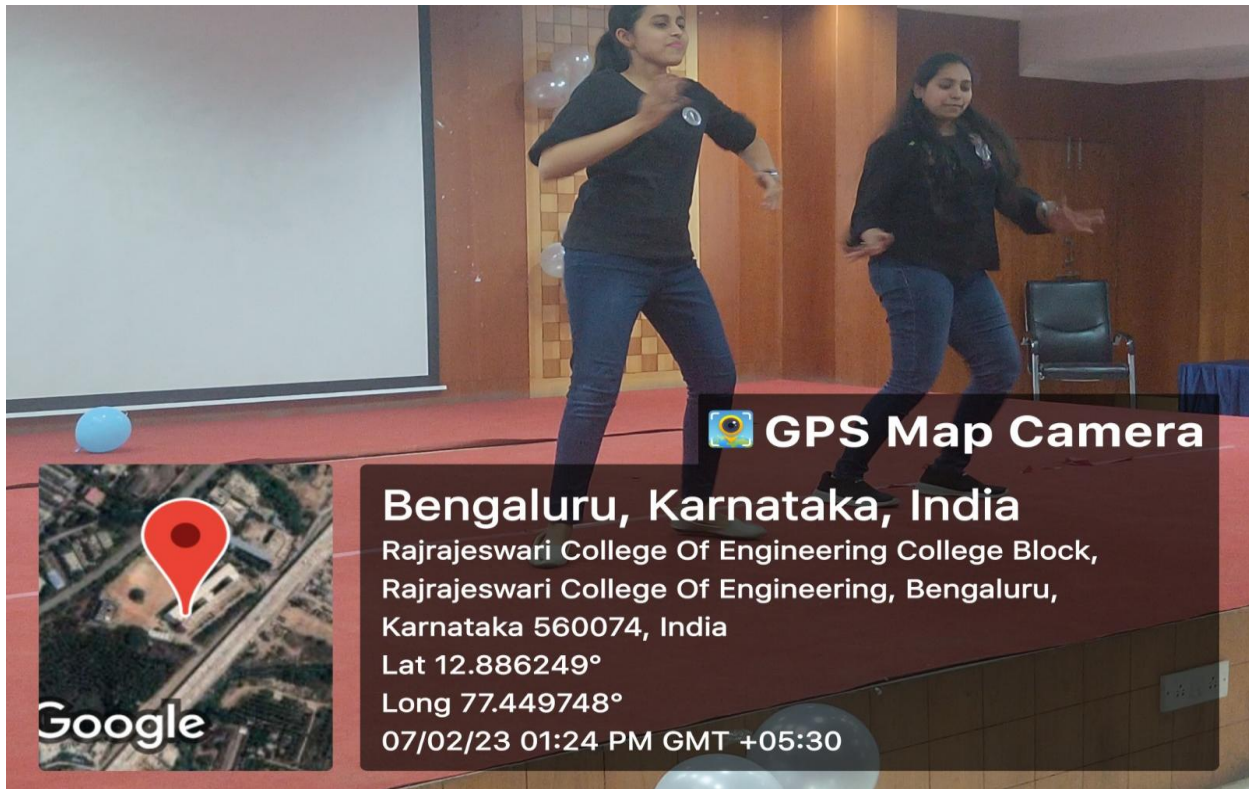 GPS Map Camera
Bengaluru, Karnataka, India
Rajrajeswari College Of Engineering College Block,
Rajrajeswari College Of Engineering, Bengaluru,
Karnataka 560074, India
Lat 12.886249°
Long 77.449748°
07/02/23 01:24 PM GMT +05:30
Google